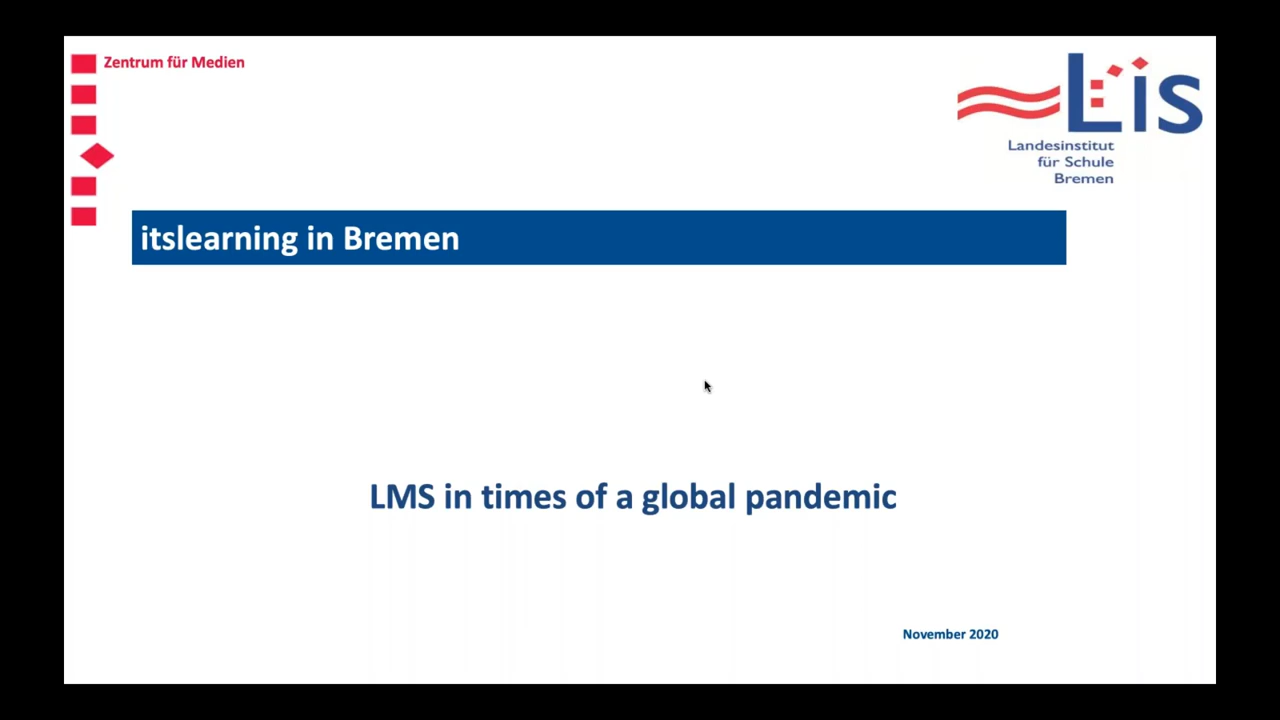 Zentrum für Medien
Lis
Landesinstitut
für Schule
Bremen
itslearning in Bremen
LMS in times of a global pandemic
November 2020